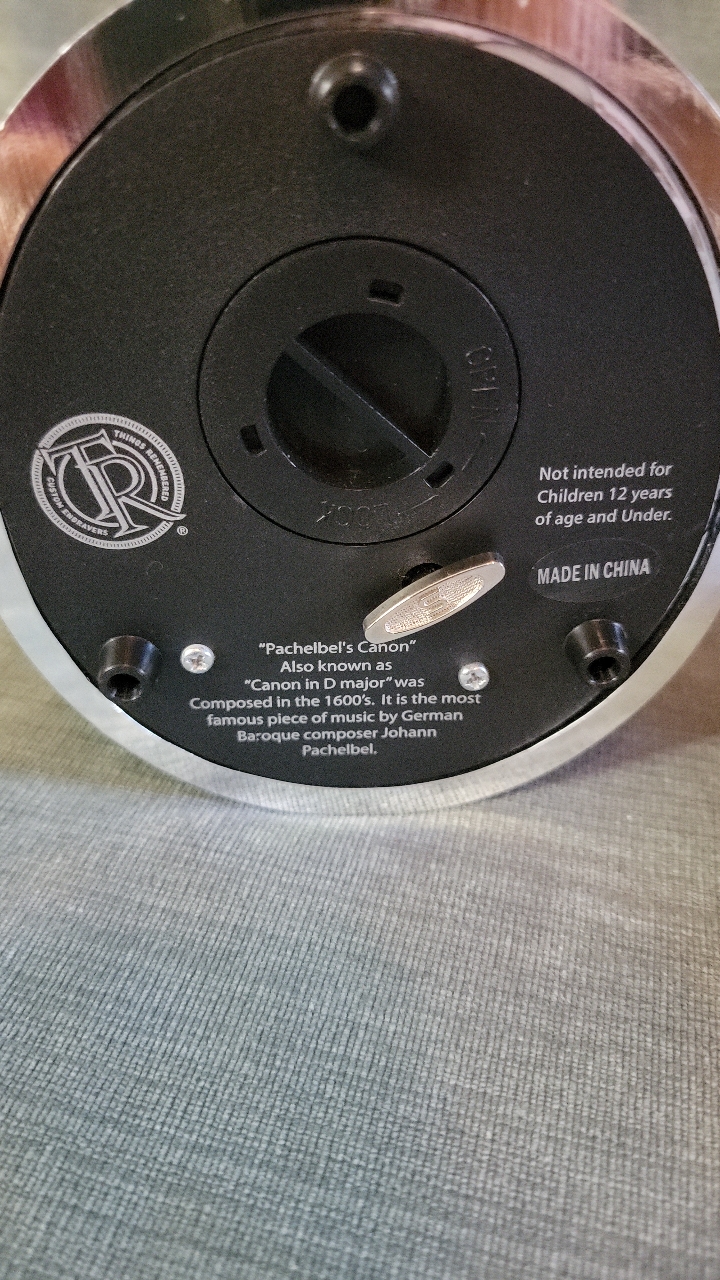 OPEN
LOCK
THINGS REMEMBERED
TR
CUSTOM ENGRAVERS
®
Not intended for
Children 12 years
of age and Under.
MADE IN CHINA
"Pachelbel's Canon"
Also known as
"Canon in D major" was
Composed in the 1600's. It is the most
famous piece of music by German
Baroque composer Johann
Pachelbel.